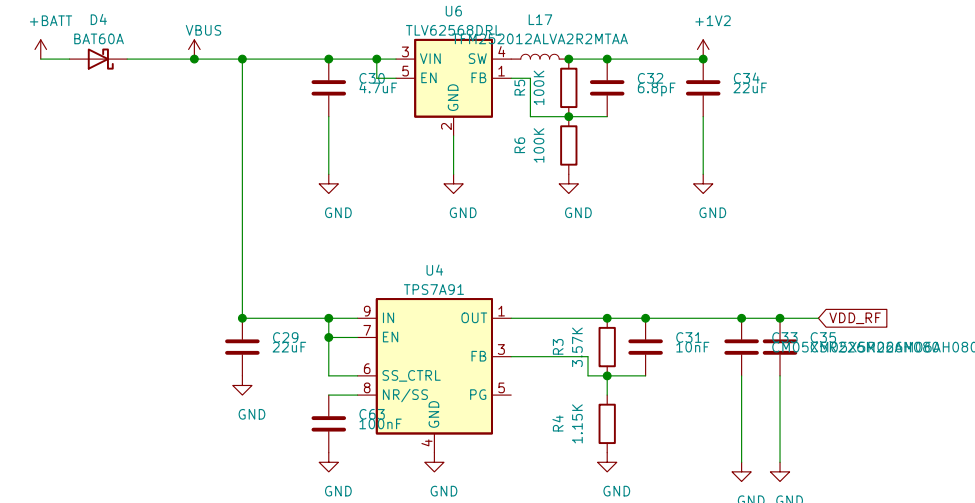 +BATT
D4
BAT60A
VBUS
U6
TLV62568DRL
L17
TFM252012ALVA2R2MTAA
+1V2
3 VIN
SW 4
5 EN
FB 1
GND
2
C30
4.7uF
R5
100K
C32
6.8pF
C34
22uF
R6
100K
GND
GND
GND
GND
U4
TPS7A91
9 IN
OUT 1
7 EN
FB 3
6 SS_CTRL
8 NR/SS
PG 5
GND
4
VDD_RF
C29
22uF
R3
3.57K
C31
10nF
C33
C35
GND
C63
100nF
R4
1.15K
GND
GND
GND
GND
GND